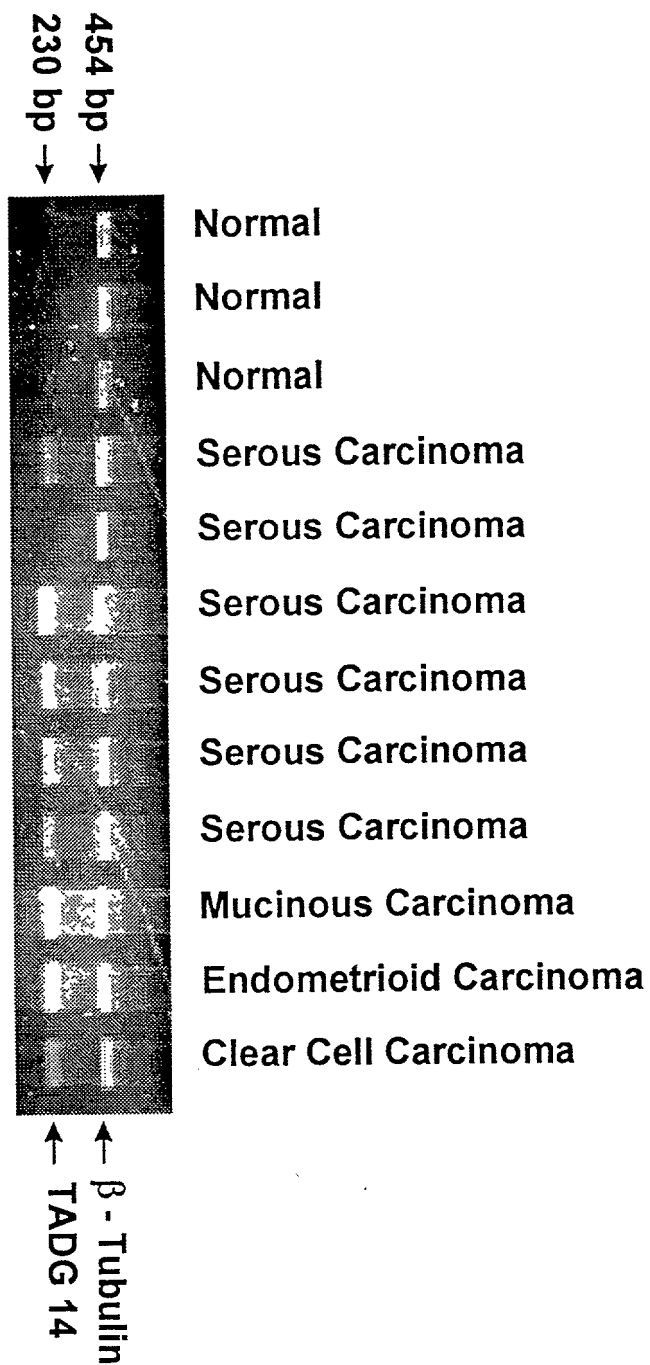 454 bp →
230 bp →
Normal
Normal
Normal
Serous Carcinoma
Serous Carcinoma
Serous Carcinoma
Serous Carcinoma
Serous Carcinoma
Serous Carcinoma
Mucinous Carcinoma
Endometrioid Carcinoma
Clear Cell Carcinoma
← β - Tubulin
← TADG 14